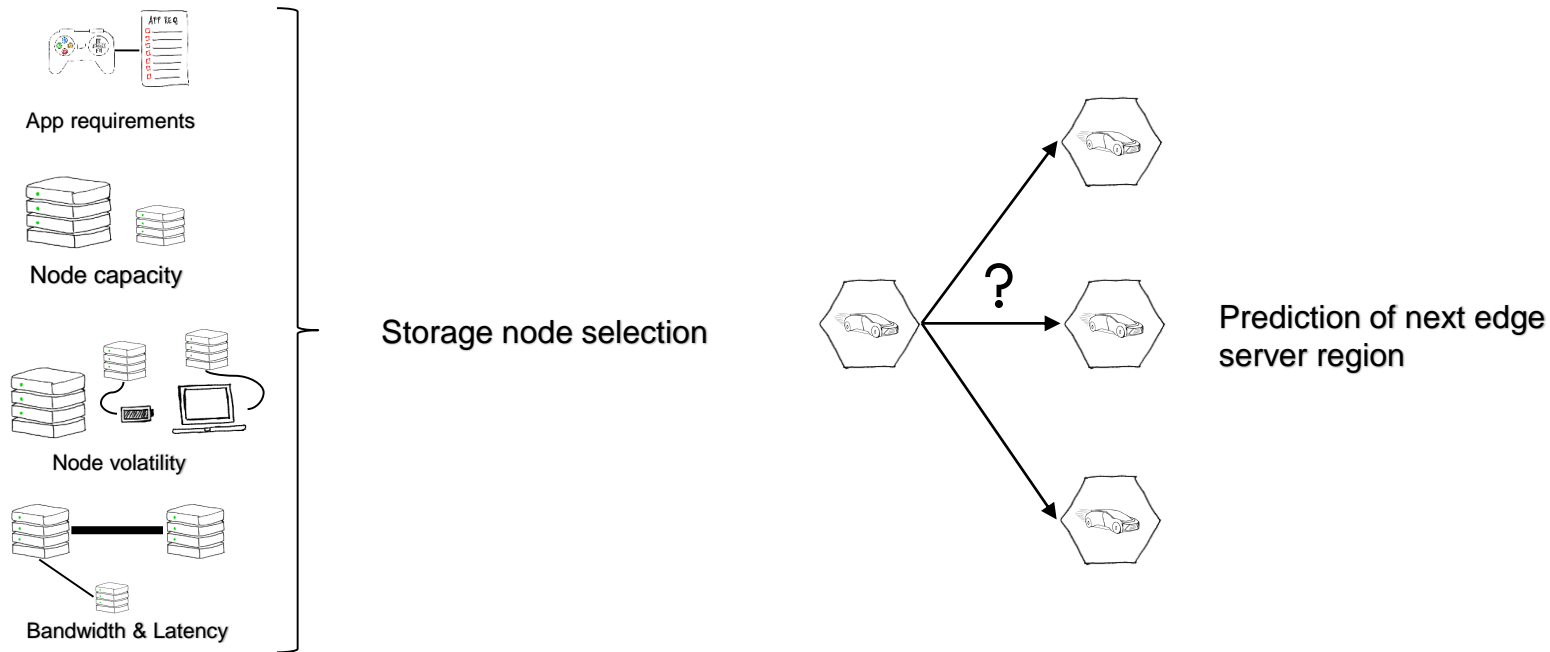 APP REQ
App requirements
Node capacity
Node volatility
Bandwidth & Latency
Storage node selection
?
Prediction of next edge
server region